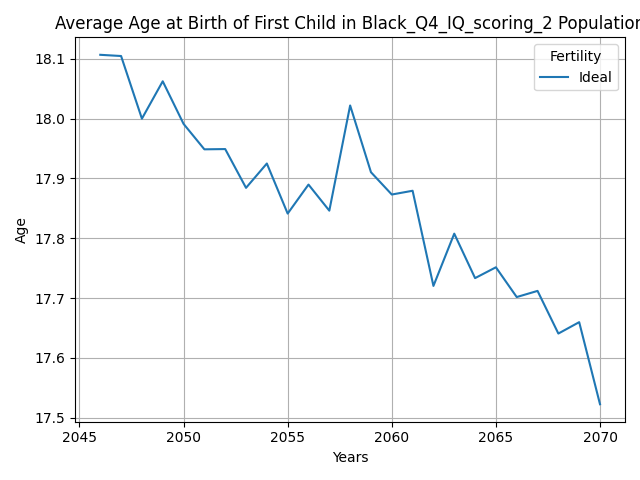 Average Age at Birth of First Child in Black_Q4_IQ_scoring_2 Population
Fertility
Ideal
18.1
18.0
17.9
17.8
17.7
17.6
17.5
Age
2045 2050 2055 2060 2065 2070
Years